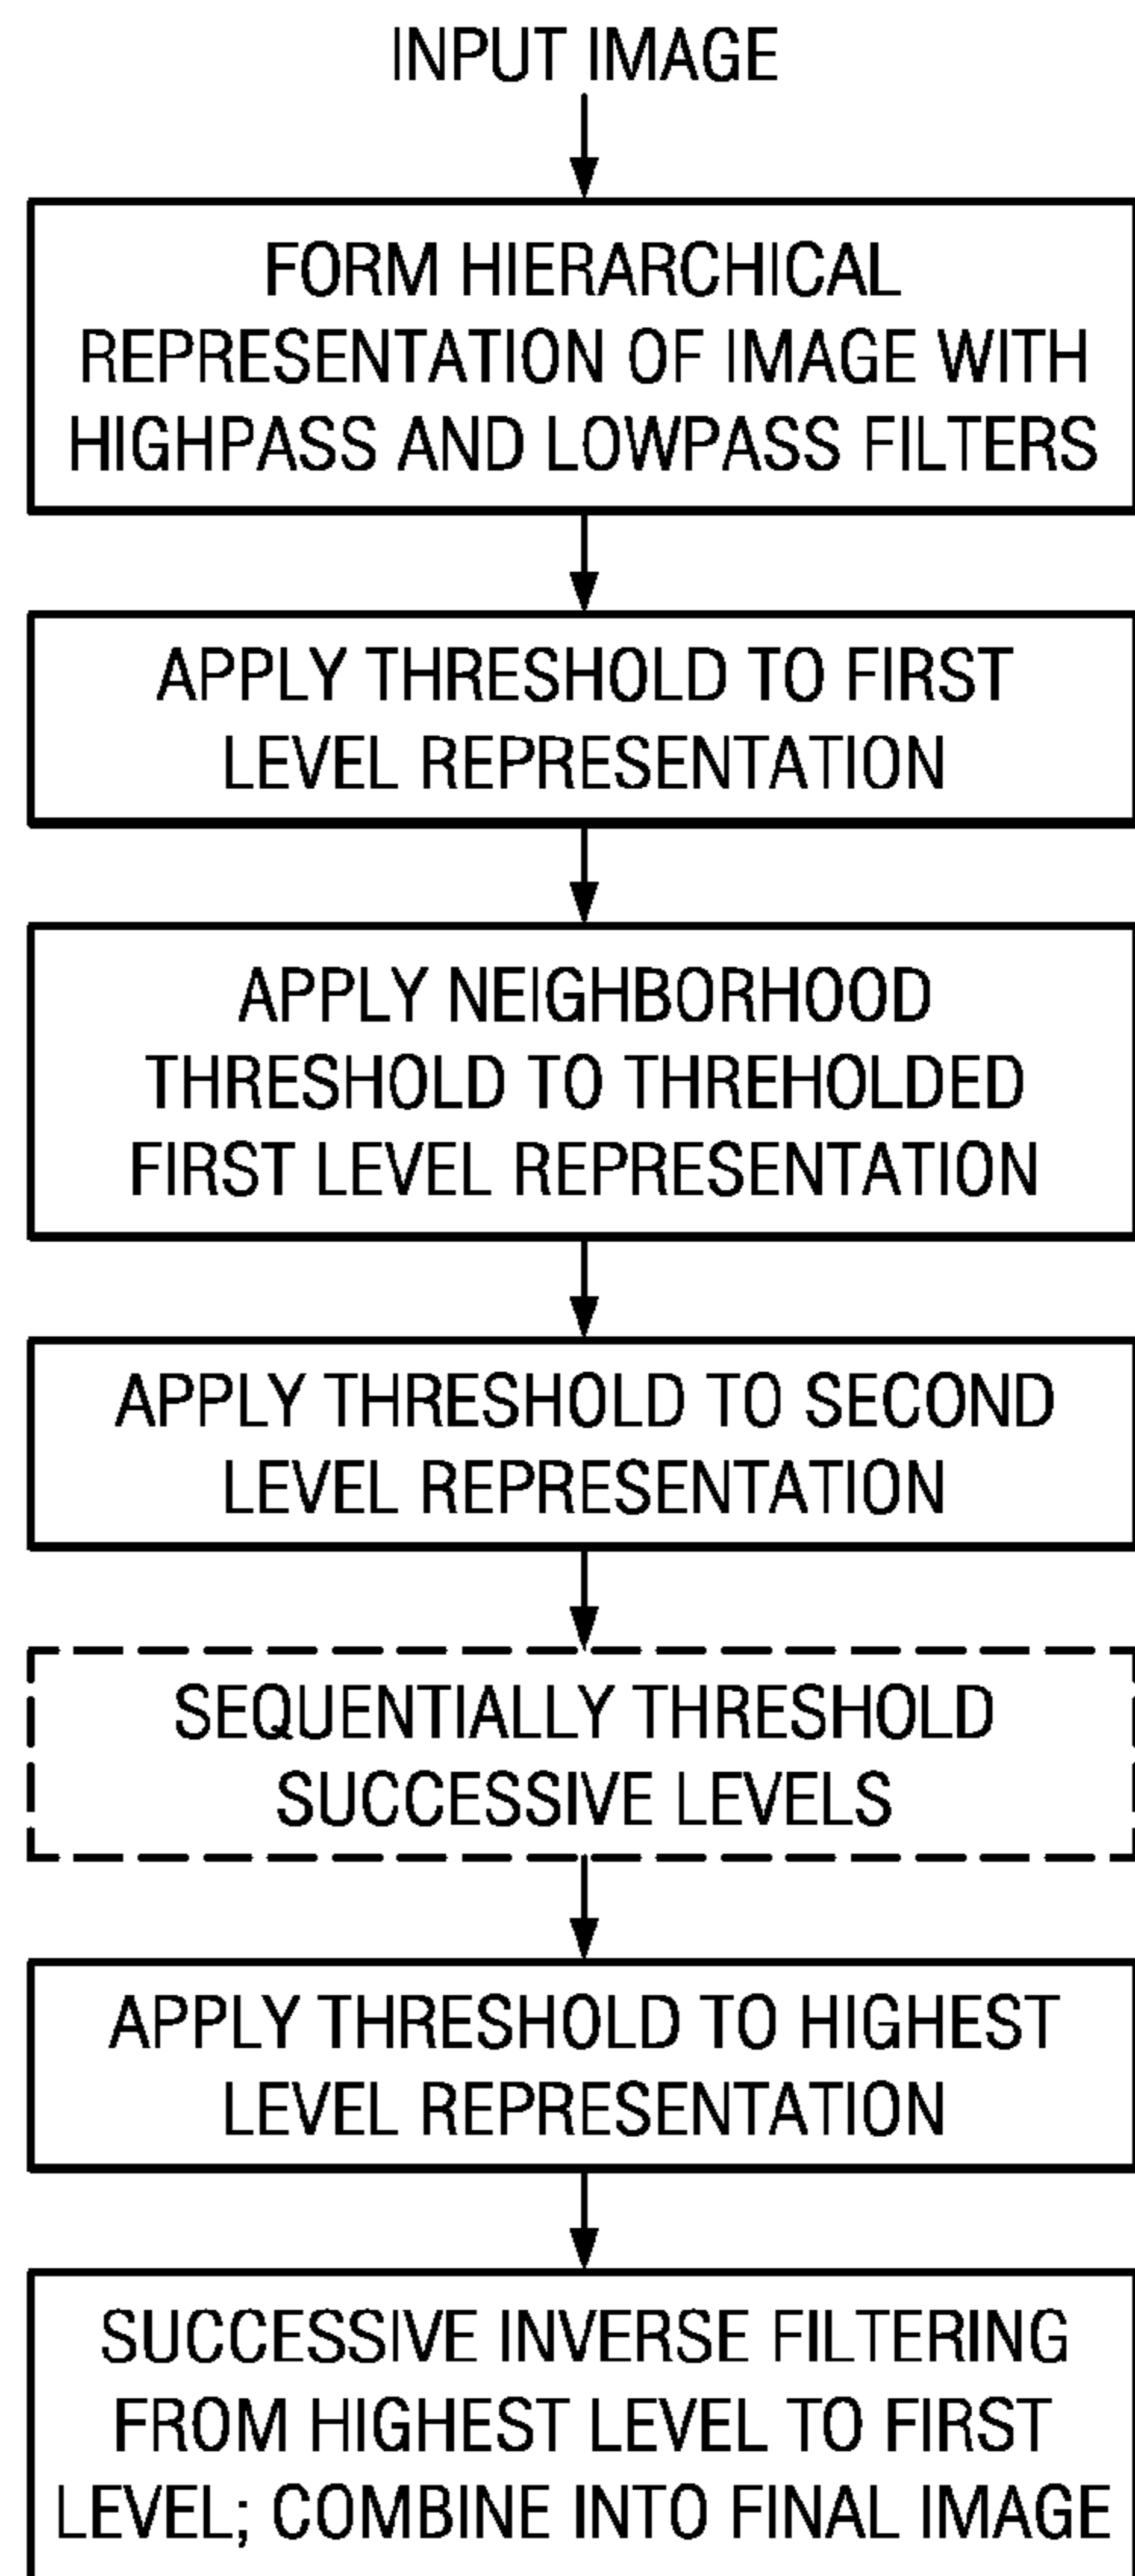 INPUT IMAGE
FORM HIERARCHICAL
REPRESENTATION OF IMAGE WITH
HIGHPASS AND LOWPASS FILTERS
APPLY THRESHOLD TO FIRST
LEVEL REPRESENTATION
APPLY NEIGHBORHOOD
THRESHOLD TO THREHOLDED
FIRST LEVEL REPRESENTATION
APPLY THRESHOLD TO SECOND
LEVEL REPRESENTATION
SEQUENTIALLY THRESHOLD
SUCCESSIVE LEVELS
APPLY THRESHOLD TO HIGHEST
LEVEL REPRESENTATION
SUCCESSIVE INVERSE FILTERING
FROM HIGHEST LEVEL TO FIRST
LEVEL; COMBINE INTO FINAL IMAGE